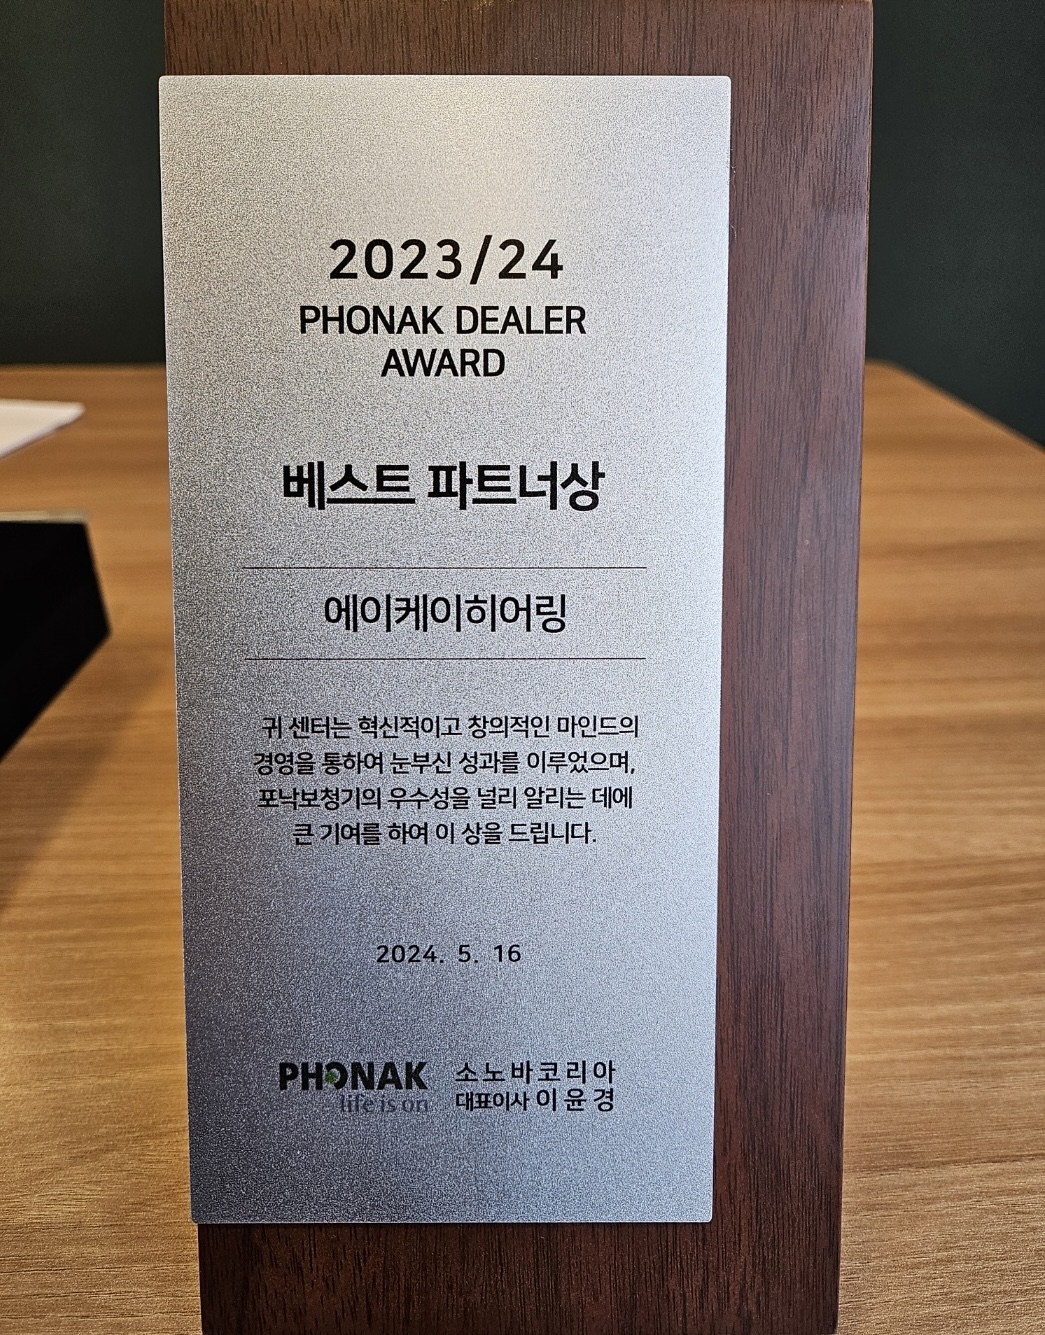 2023/24
PHONAK DEALER
AWARD
베스트 파트너상
에이케이히어링
귀 센터는 혁신적이고 창의적인 마인드의
경영을 통하여 눈부신 성과를 이루었으며,
포낙보청기의 우수성을 널리 알리는 데에
큰 기여를 하여 이 상을 드립니다.
2024. 5. 16
PHONAK
life is on
소노바코리아
대표이사 이윤경